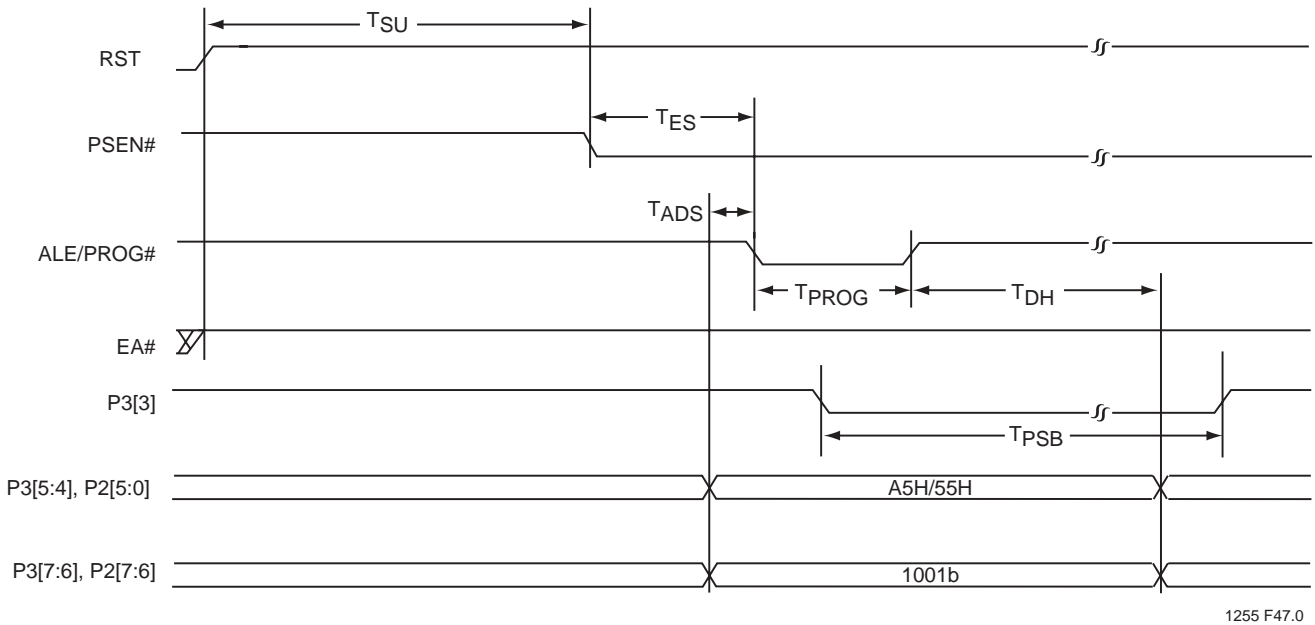 TSU
RST
TES
PSEN#
TADS
ALE/PROG#
TPROG
TDH
EA#
P3[3]
TPSB
P3[5:4], P2[5:0]
A5H/55H
P3[7:6], P2[7:6]
1001b
1255 F47.0